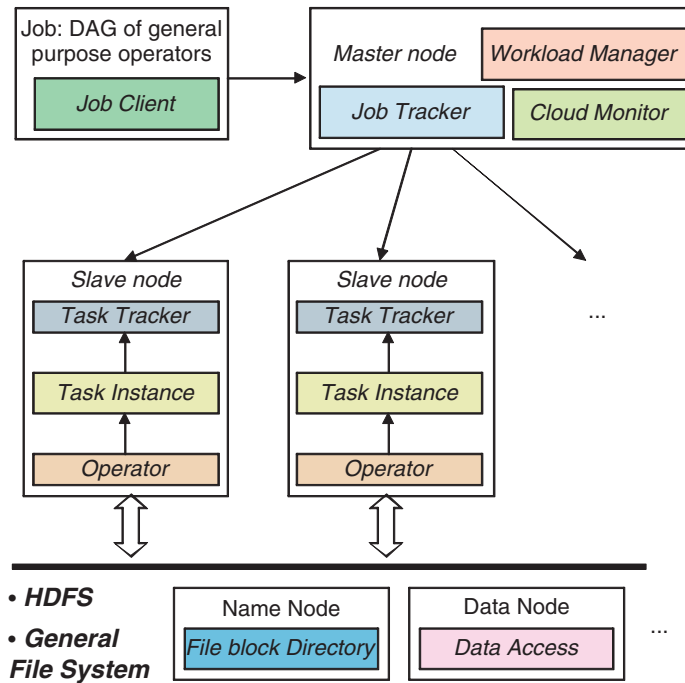 Job: DAG of general
purpose operators
Job Client
Master node
Workload Manager
Job Tracker
Cloud Monitor
Slave node
Task Tracker
Task Instance
Operator
Slave node
Task Tracker
Task Instance
Operator
...
• HDFS
• General
File System
Name Node
File block Directory
Data Node
Data Access
...